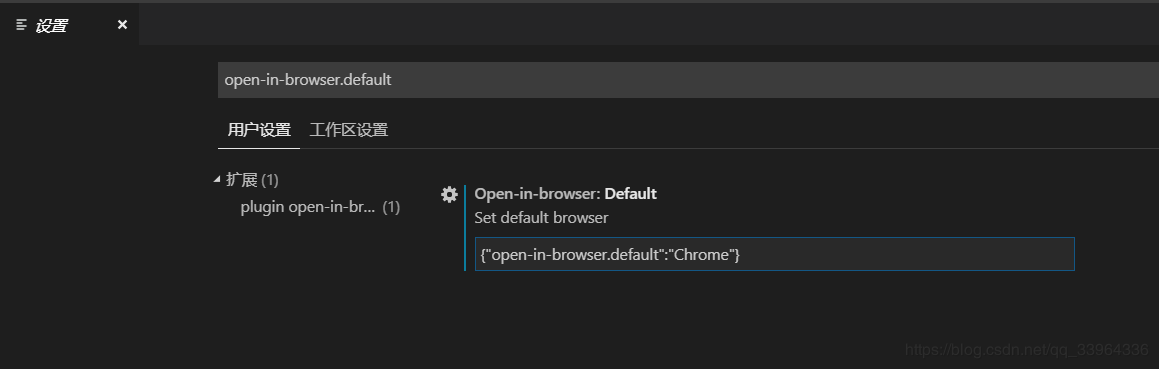 设置
open-in-browser.default
用户设置 工作区设置
扩展 (1)
plugin open-in-br... (1)
Open-in-browser: Default
Set default browser
{"open-in-browser.default":"Chrome"}
https://blog.csdn.net/qq_33964336